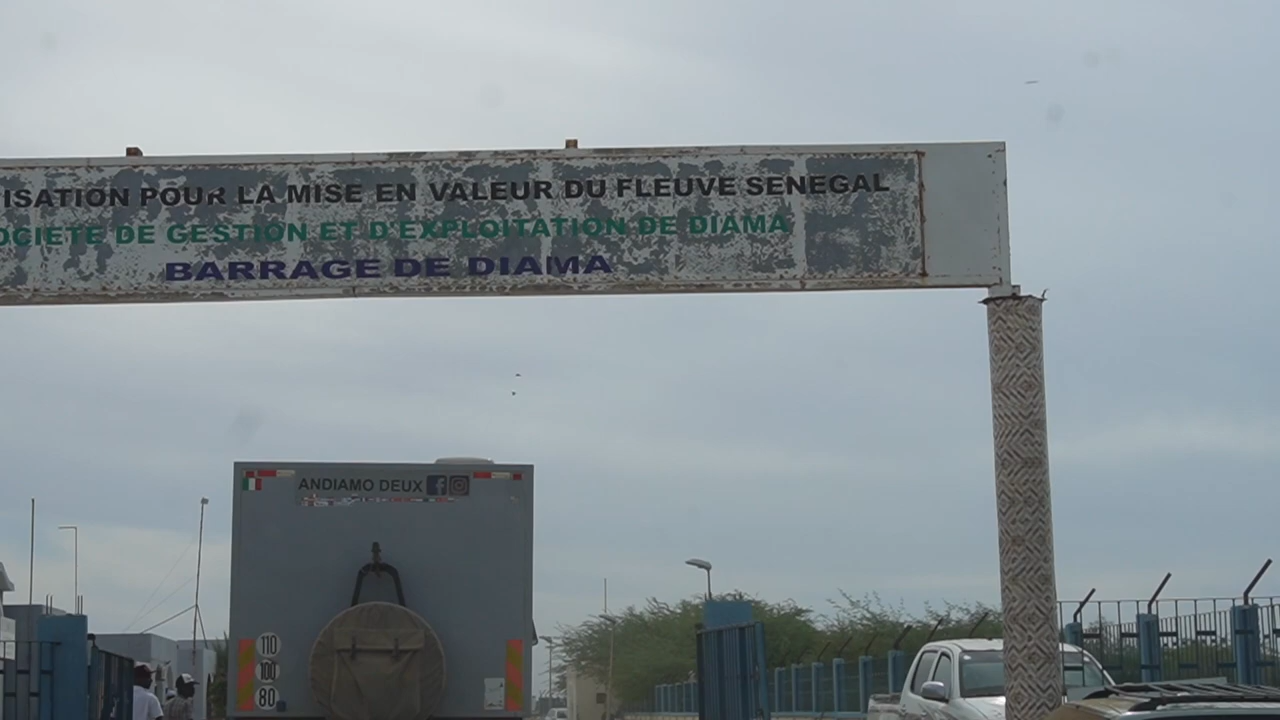 ISATION POUR LA MISE EN VALEUR DU FLEUVE SENEGAL
OCIETE DE GESTION ET D'EXPLOITATION DE DIAMA
BARRAGE DE DIAMA
ANDIAMO DEUX
110
100
80